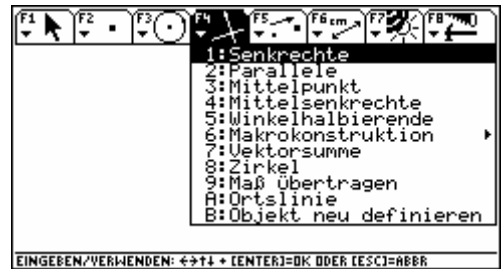 F1 F2 F3 F4 F5 F6 cm F7 F8
1:Senkrechte
2:Parallele
3:Mittelpunkt
4:Mittelsenkrechte
5:Winkelhalbierende
6:Makrokonstruktion
7:Vektorsumme
8:Zirkel
9:Maß übertragen
A:Ortslinie
B:Objekt neu definieren
EINGEBEN/VERWENDEN: ←→↑↓ + [ENTER]=OK ODER [ESC]=ABBR